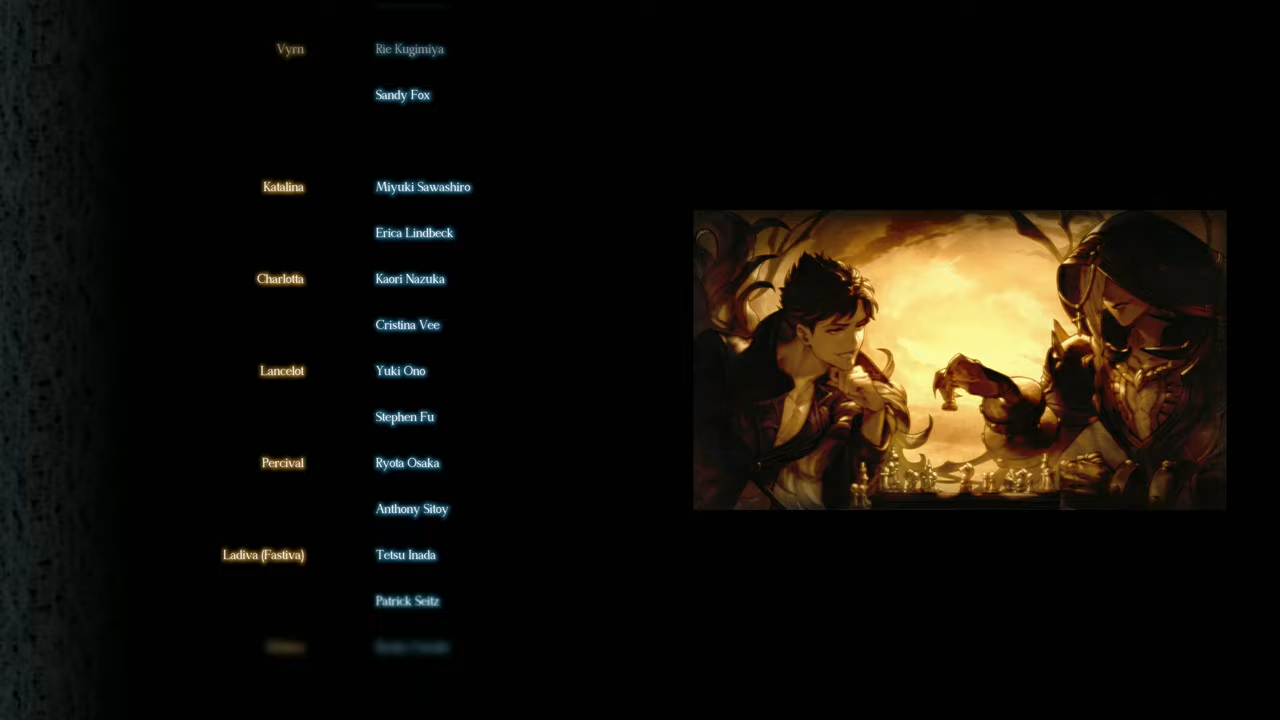 Vyrn Rie Kugimiya
Sandy Fox
Katalina Miyuki Sawashiro
Erica Lindbeck
Charlotta Kaori Nazuka
Cristina Vee
Lancelot Yuki Ono
Stephen Fu
Percival Ryota Osaka
Anthony Sitoy
Ladiva (Fastiva) Tetsu Inada
Patrick Seitz